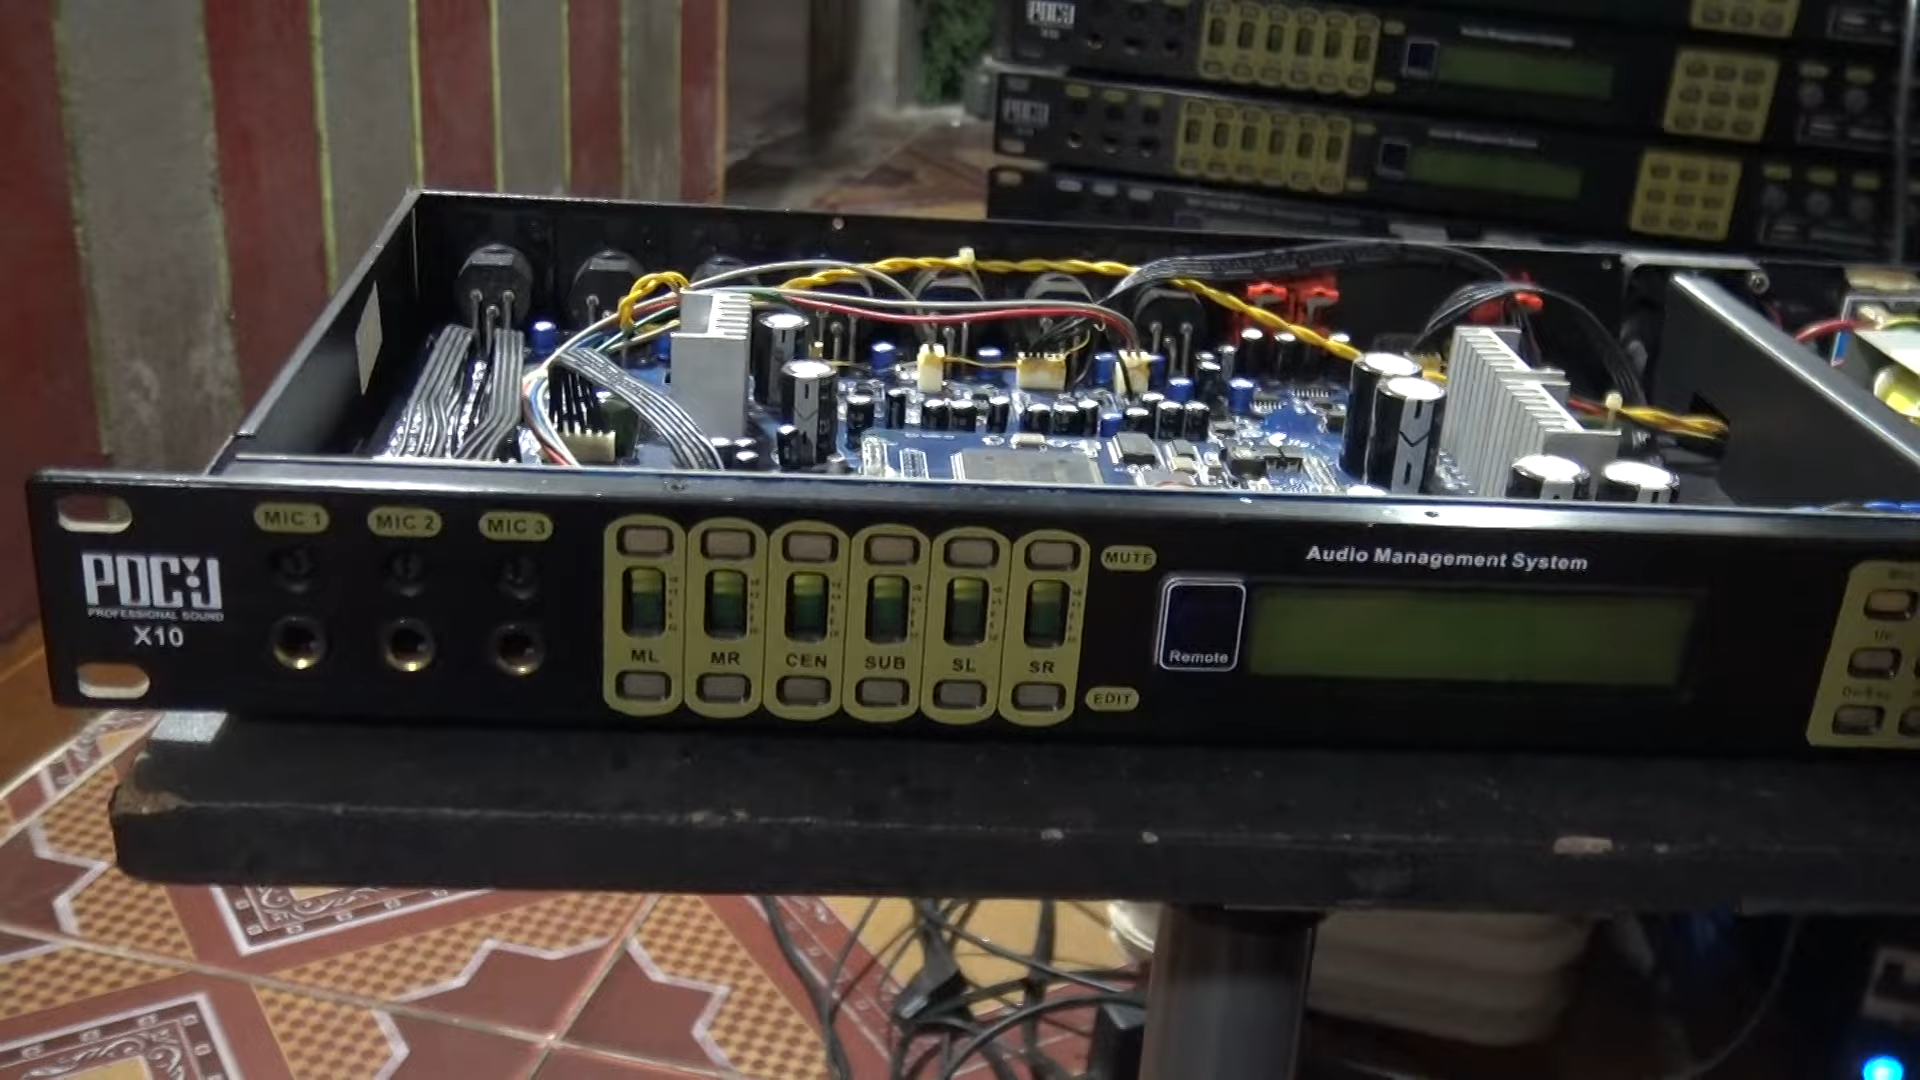 MIC 1
MIC 2
MIC 3
PDCJ
PROFESSIONAL SOUND
X10
ML
MR
CEN
SUB
SL
SR
MUTE
EDIT
Audio Management System
Remote